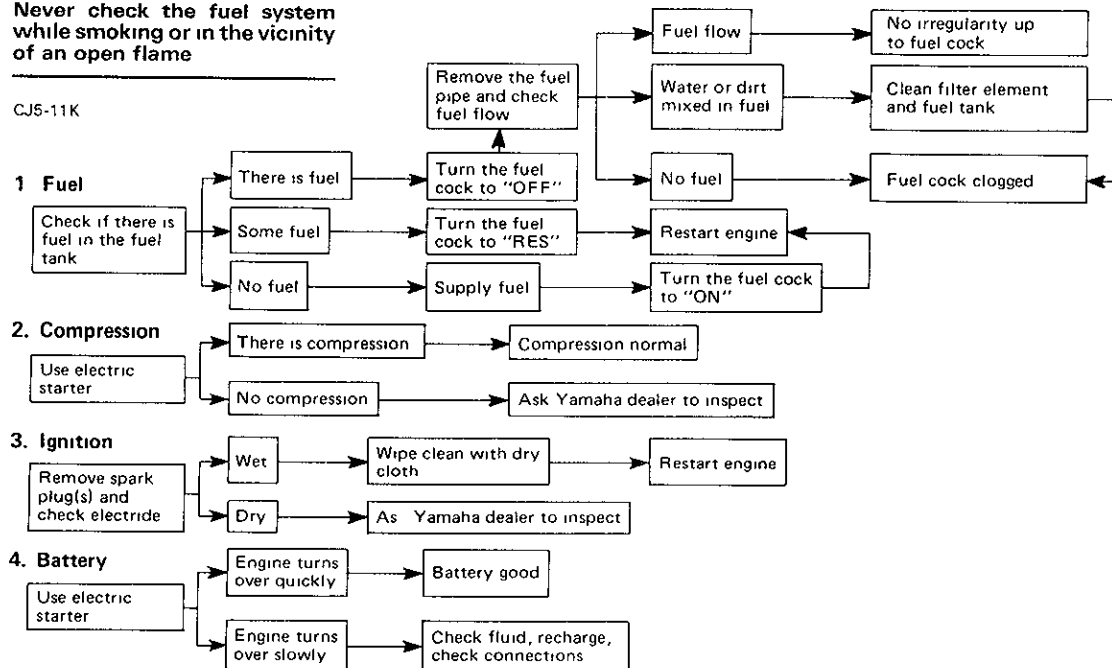 Never check the fuel system
while smoking or in the vicinity
of an open flame
CJ5-11K
Fuel flow
No irregularity up
to fuel cock
Remove the fuel
pipe and check
fuel flow
Water or dirt
mixed in fuel
Clean filter element
and fuel tank
1 Fuel
There is fuel
Turn the fuel
cock to "OFF"
No fuel
Fuel cock clogged
Check if there is
fuel in the fuel
tank
Some fuel
Turn the fuel
cock to "RES"
Restart engine
No fuel
Supply fuel
Turn the fuel cock
to "ON"
2. Compression
Use electric
starter
There is compression
Compression normal
No compression
Ask Yamaha dealer to inspect
3. Ignition
Remove spark
plug(s) and
check electride
Wet
Wipe clean with dry
cloth
Restart engine
Dry
As Yamaha dealer to inspect
4. Battery
Use electric
starter
Engine turns
over quickly
Battery good
Engine turns
over slowly
Check fluid, recharge,
check connections